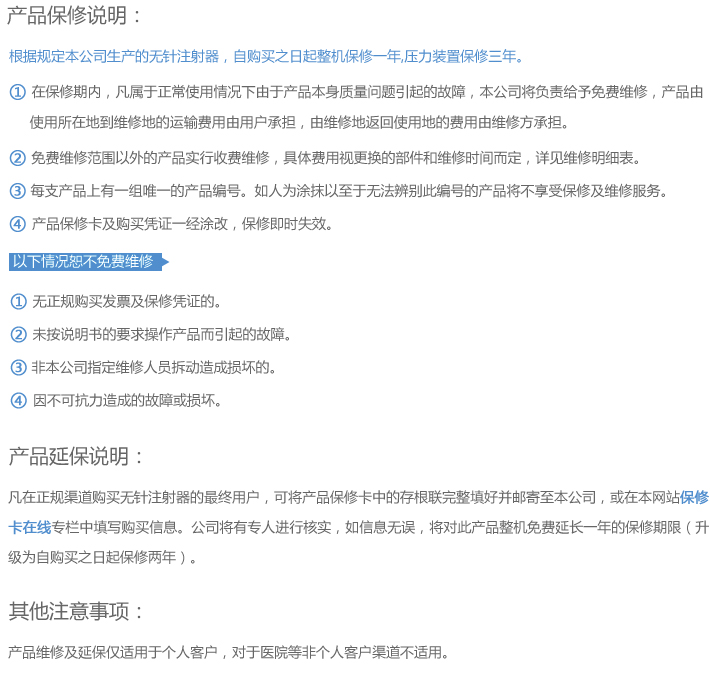 产品保修说明：
根据规定本公司生产的无针注射器，自购买之日起整机保修一年,压力装置保修三年。
① 在保修期内，凡属于正常使用情况下由于产品本身质量问题引起的故障，本公司将负责给予免费维修，产品由
使用所在地到维修地的运输费用由用户承担，由维修地返回使用地的费用由维修方承担。
② 免费维修范围以外的产品实行收费维修，具体费用视更换的部件和维修时间而定，详见维修明细表。
③ 每支产品上有一组唯一的产品编号。如人为涂抹以至于无法辨别此编号的产品将不享受保修及维修服务。
④ 产品保修卡及购买凭证一经涂改，保修即时失效。
以下情况恕不免费维修
① 无正规购买发票及保修凭证的。
② 未按说明书的要求操作产品而引起的故障。
③ 非本公司指定维修人员拆动造成损坏的。
④ 因不可抗力造成的故障或损坏。
产品延保说明：
凡在正规渠道购买无针注射器的最终用户，可将产品保修卡中的存根联完整填好并邮寄至本公司，或在本网站保修
卡在线专栏中填写购买信息。公司将有专人进行核实，如信息无误，将对此产品整机免费延长一年的保修期限（升
级为自购买之日起保修两年）。
其他注意事项：
产品维修及延保仅适用于个人客户，对于医院等非个人客户渠道不适用。